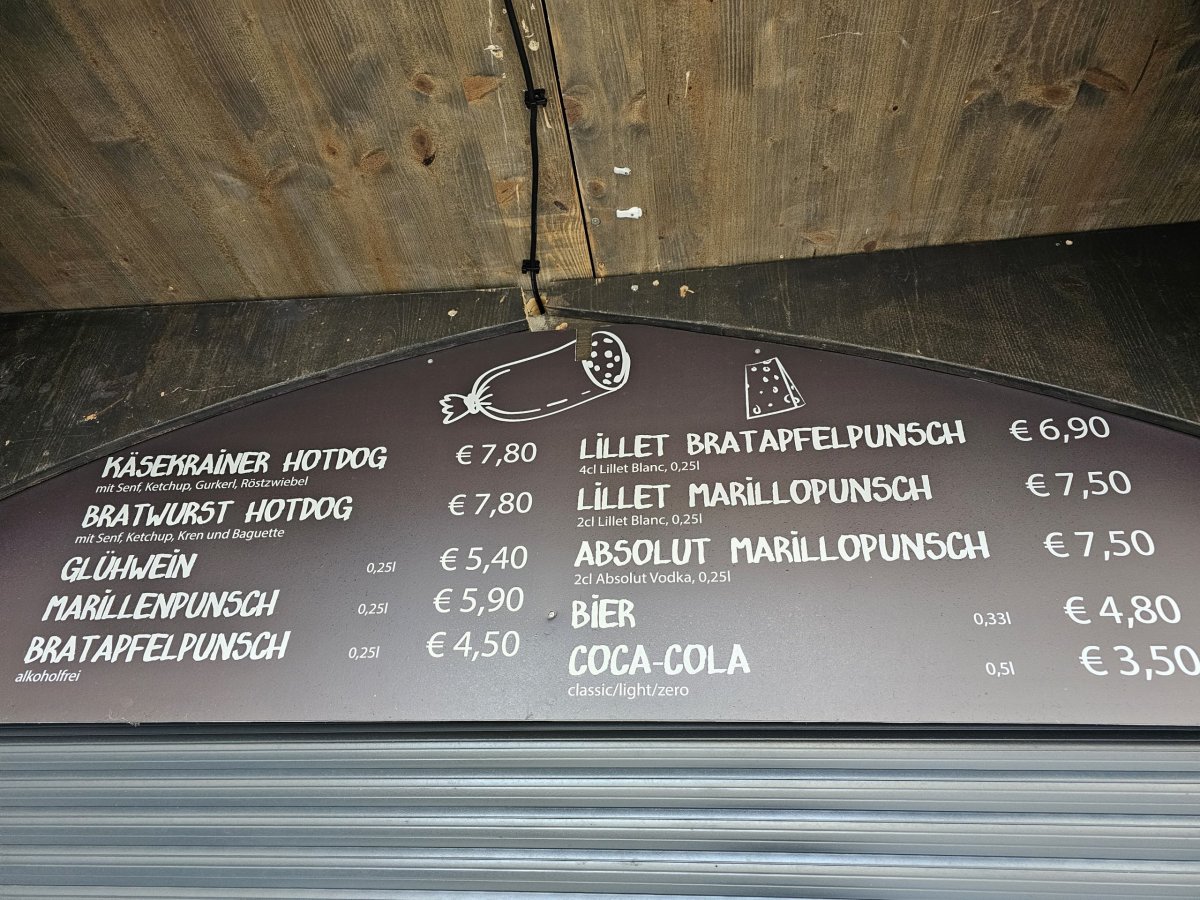 KÄSEKRAINER HOTDOG € 7,80
mit Senf, Ketchup, Gurkerl, Röstzwiebel
BRATWURST HOTDOG € 7,80
mit Senf, Ketchup, Kren und Baguette
GLÜHWEIN 0,25l € 5,40
MARILLENPUNSCH 0,25l € 5,90
BRATAPFELPUNSCH 0,25l € 4,50
alkoholfrei
LILLET BRATAPFELPUNSCH € 6,90
4cl Lillet Blanc, 0,25l
LILLET MARILLOPUNSCH € 7,50
2cl Lillet Blanc, 0,25l
ABSOLUT MARILLOPUNSCH € 7,50
2cl Absolut Vodka, 0,25l
BIER 0,33l € 4,80
COCA-COLA 0,5l € 3,50
classic/light/zero